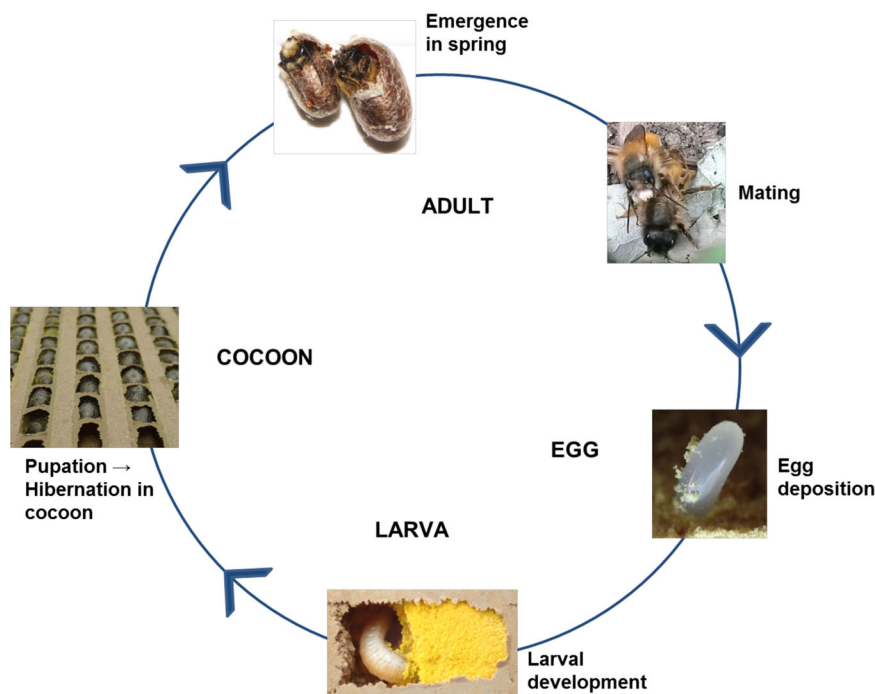 Emergence
in spring
Mating
ADULT
COCOON
EGG
Egg
deposition
Pupation →
Hibernation in
cocoon
LARVA
Larval
development